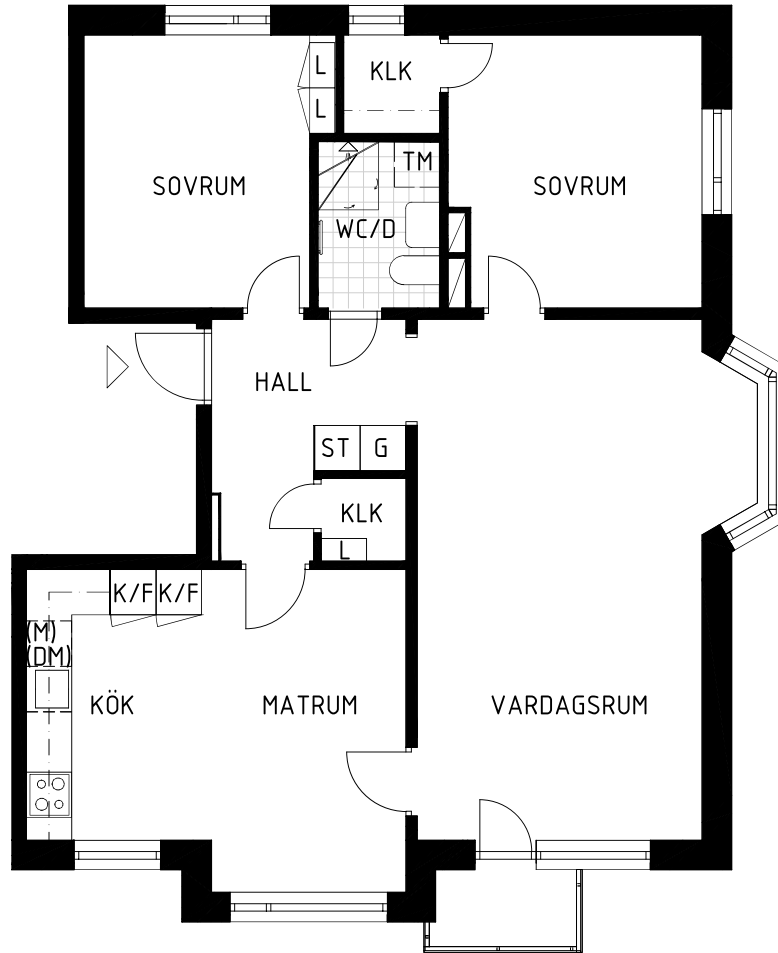 L
KLK
L
TM
SOVRUM
SOVRUM
WC/D
HALL
ST
G
KLK
L
K/F
K/F
(M)
(DM)
KÖK
MATRUM
VARDAGSRUM